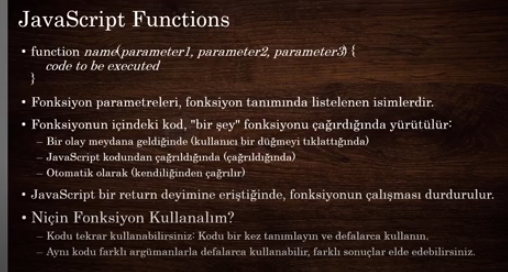 JavaScript Functions
• function name(parameter1, parameter2, parameter3) {
code to be executed
}
• Fonksiyon parametreleri, fonksiyon tanımında listelenen isimlerdir.
• Fonksiyonun içindeki kod, "bir şey" fonksiyonu çağırdığında yürütülür:
– Bir olay meydana geldiğinde (kullanıcı bir düğmeyi tıklattığında)
– JavaScript kodundan çağrıldığında (çağrıldığında)
– Otomatik olarak (kendiliğinden çağrılır)
• JavaScript bir return deyimine eriştiğinde, fonksiyonun çalışması durdurulur.
• Niçin Fonksiyon Kullanalım?
– Kodu tekrar kullanabilirsiniz: Kodu bir kez tanımlayın ve defalarca kullanın.
– Aynı kodu farklı argümanlarla defalarca kullanabilir, farklı sonuçlar elde edebilirsiniz.